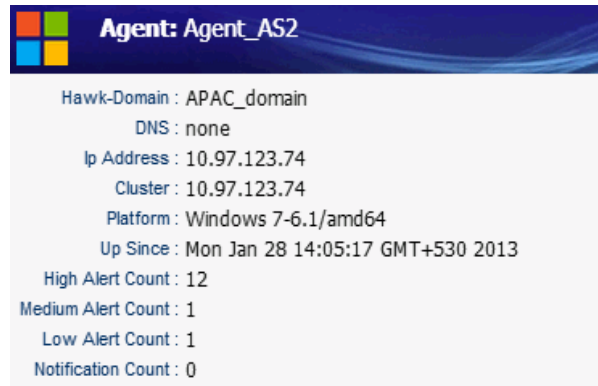 Agent: Agent_AS2
Hawk-Domain : APAC_domain
DNS : none
Ip Address : 10.97.123.74
Cluster : 10.97.123.74
Platform : Windows 7-6.1/amd64
Up Since : Mon Jan 28 14:05:17 GMT+530 2013
High Alert Count : 12
Medium Alert Count : 1
Low Alert Count : 1
Notification Count : 0